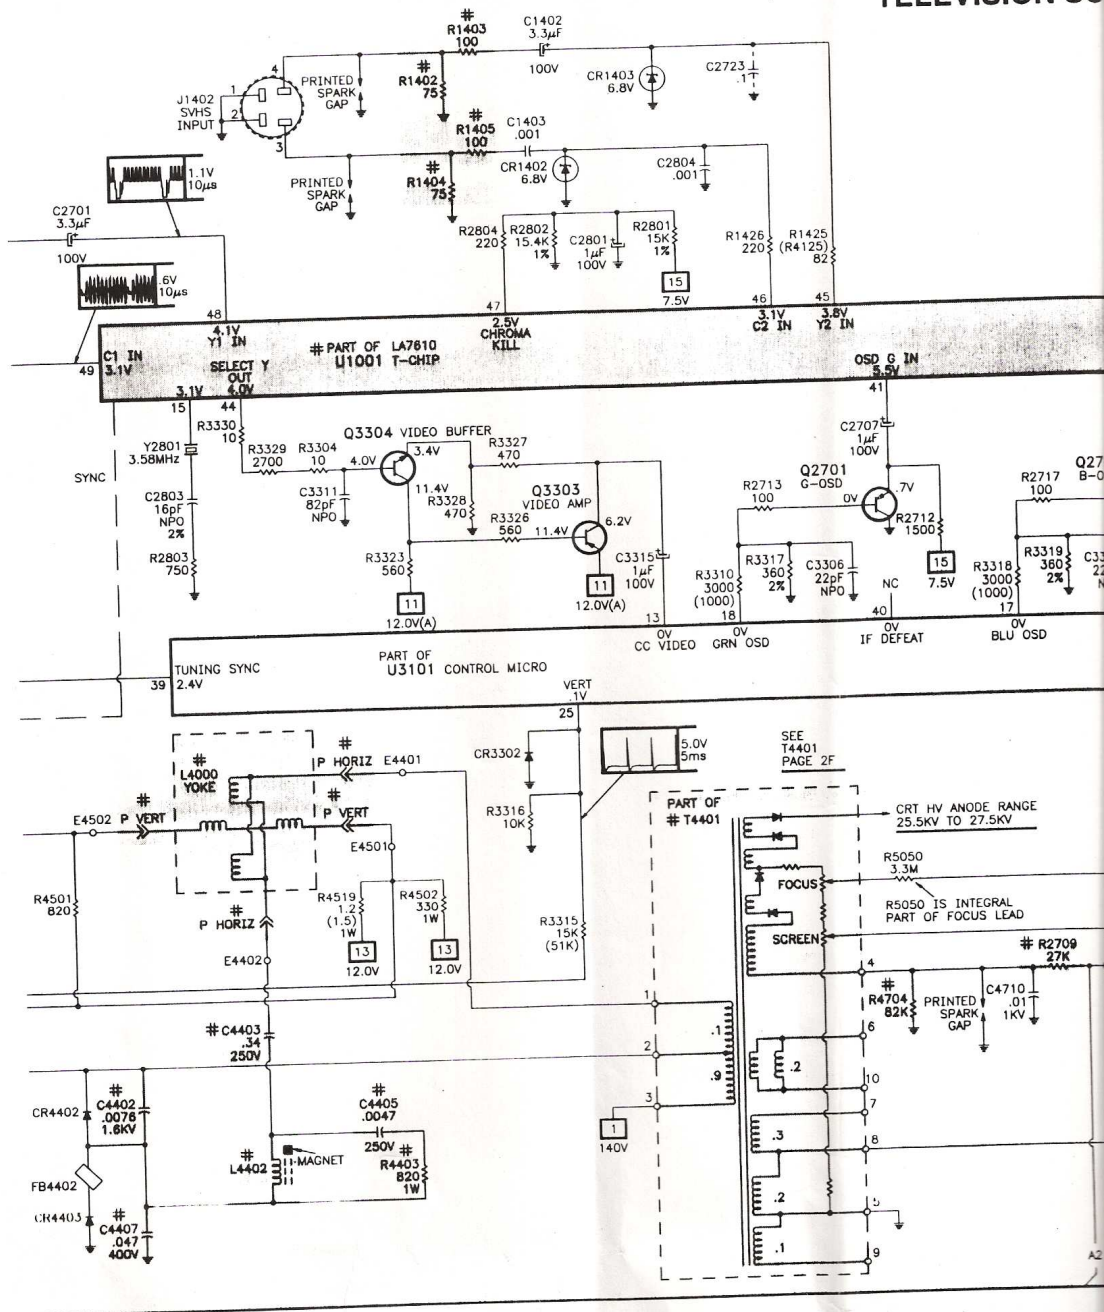 #
R1403
100
C1402
3.3µF
100V
4
PRINTED
SPARK
GAP
#
R1402
75
CR1403
6.8V
C2723
.1
J1402
SVHS
INPUT
1
2
3
#
R1405
100
C1403
.001
PRINTED
SPARK
GAP
#
R1404
75
CR1402
6.8V
C2804
.001
1.1V
10µs
C2701
3.3µF
100V
R2804
220
R2802
15.4K
1%
C2801
1µF
100V
R2801
15K
1%
15
7.5V
R1426
220
R1425
(R4125)
82
.6V
10µs
48
4.1V
Y1 IN
47
2.5V
CHROMA
KILL
46
3.1V
C2 IN
45
3.8V
Y2 IN
49
C1 IN
3.1V
# PART OF LA7610
U1001 T-CHIP
SELECT Y
OUT
4.0V
3.1V
15
44
OSD G IN
5.5V
41
SYNC
Y2801
3.58MHz
C2803
16pF
NPO
2%
R2803
750
R3330
10
R3329
2700
R3304
10
4.0V
C3311
82pF
NPO
Q3304 VIDEO BUFFER
3.4V
11.4V
R3328
470
R3327
470
Q3303
VIDEO AMP
R3326
560
11.4V
6.2V
R3323
560
11
12.0V(A)
11
12.0V(A)
C3315
1µF
100V
C2707
1µF
100V
Q2701
G-OSD
R2713
100
0V
.7V
R2712
1500
15
7.5V
R3310
3000
(1000)
R3317
360
2%
C3306
22pF
NPO
NC
R2717
100
R3318
3000
(1000)
R3319
360
2%
13
0V
CC VIDEO
18
0V
GRN OSD
40
0V
IF DEFEAT
17
0V
BLU OSD
39
TUNING SYNC
2.4V
PART OF
U3101 CONTROL MICRO
VERT
.1V
25
CR3302
R3316
10K
5.0V
5ms
SEE
T4401
PAGE 2F
#
L4000
YOKE
#
P HORIZ
E4401
#
P VERT
E4502
#
P VERT
E4501
R4501
820
R4519
1.2
(1.5)
1W
13
12.0V
R4502
330
1W
13
12.0V
#
P HORIZ
E4402
R3315
15K
(51K)
PART OF
# T4401
CRT HV ANODE RANGE
25.5KV TO 27.5KV
R5050
3.3M
FOCUS
R5050 IS INTEGRAL
PART OF FOCUS LEAD
SCREEN
# R2709
27K
4
#
R4704
82K
PRINTED
SPARK
GAP
C4710
.01
1KV
1
.1
2
.9
3
1
140V
6
.2
10
7
.3
8
.2
5
.1
9
# C4403
.34
250V
CR4402
#
C4402
.0076
1.6KV
#
C4405
.0047
250V
#
L4402
MAGNET
#
R4403
820
1W
FB4402
CR4403
#
C4407
.047
400V
A2